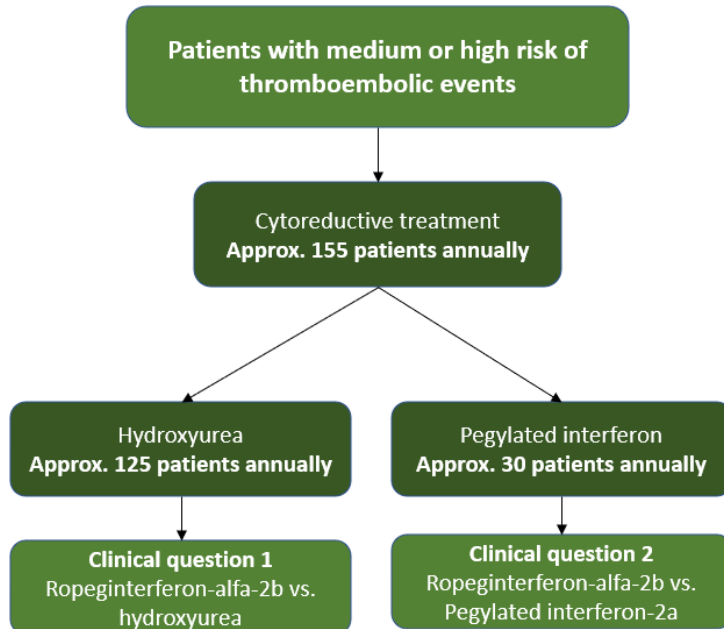 Patients with medium or high risk of
thromboembolic events
Cytoreductive treatment
Approx. 155 patients annually
Hydroxyurea
Approx. 125 patients annually
Pegylated interferon
Approx. 30 patients annually
Clinical question 1
Ropeginterferon-alfa-2b vs.
hydroxyurea
Clinical question 2
Ropeginterferon-alfa-2b vs.
Pegylated interferon-2a